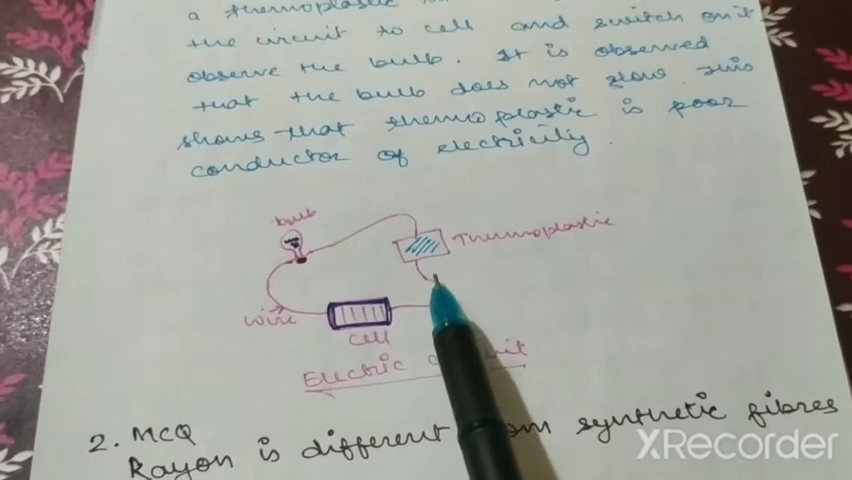 a thermoplastic
the circuit to cell and switch on it
observe the bulb. It is observed
that the bulb does not glow. This
shows that thermoplastic is poor
conductor of electricity.
bulb
Thermoplastic
wire
cell
Electric
2. MCQ
Rayon is different synthetic fibres
XRecorder